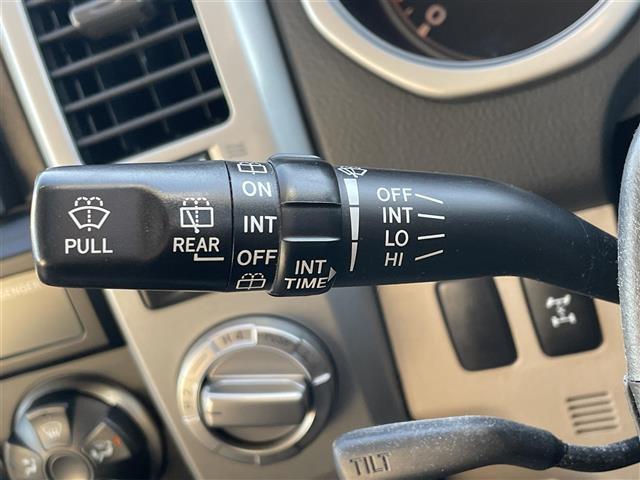 PULL
REAR
ON
INT
OFF
INT
TIME
OFF
INT
LO
HI
TILT